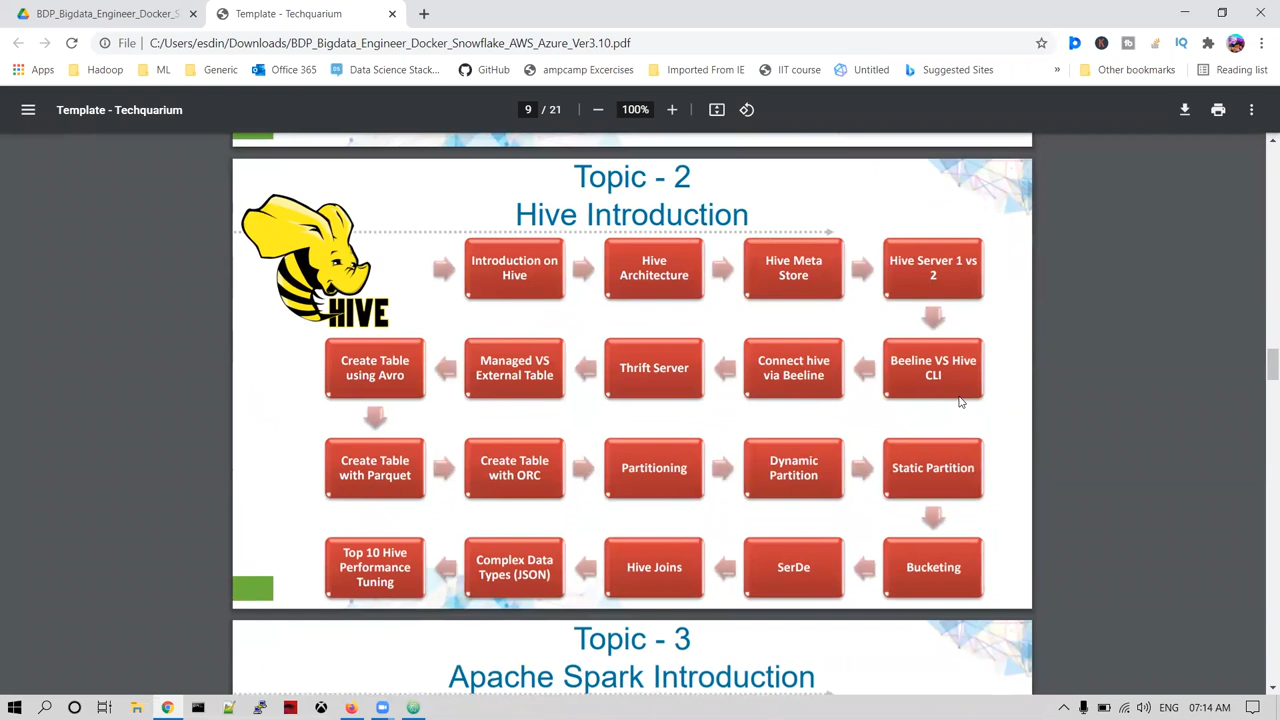 BDP_Bigdata_Engineer_Docker_S
Template - Techquarium
File
C:/Users/esdin/Downloads/BDP_Bigdata_Engineer_Docker_Snowflake_AWS_Azure_Ver3.10.pdf
Apps
Hadoop
ML
Generic
Office 365
Data Science Stack...
GitHub
ampcamp Excercises
Imported From IE
IIT course
Untitled
Suggested Sites
»
Other bookmarks
Reading list
Template - Techquarium
9 / 21
100%
Topic - 2
Hive Introduction
HIVE
Introduction on
Hive
Hive
Architecture
Hive Meta
Store
Hive Server 1 vs
2
Create Table
using Avro
Managed VS
External Table
Thrift Server
Connect hive
via Beeline
Beeline VS Hive
CLI
Create Table
with Parquet
Create Table
with ORC
Partitioning
Dynamic
Partition
Static Partition
Top 10 Hive
Performance
Tuning
Complex Data
Types (JSON)
Hive Joins
SerDe
Bucketing
Topic - 3
Apache Spark Introduction
ENG
07:14 AM